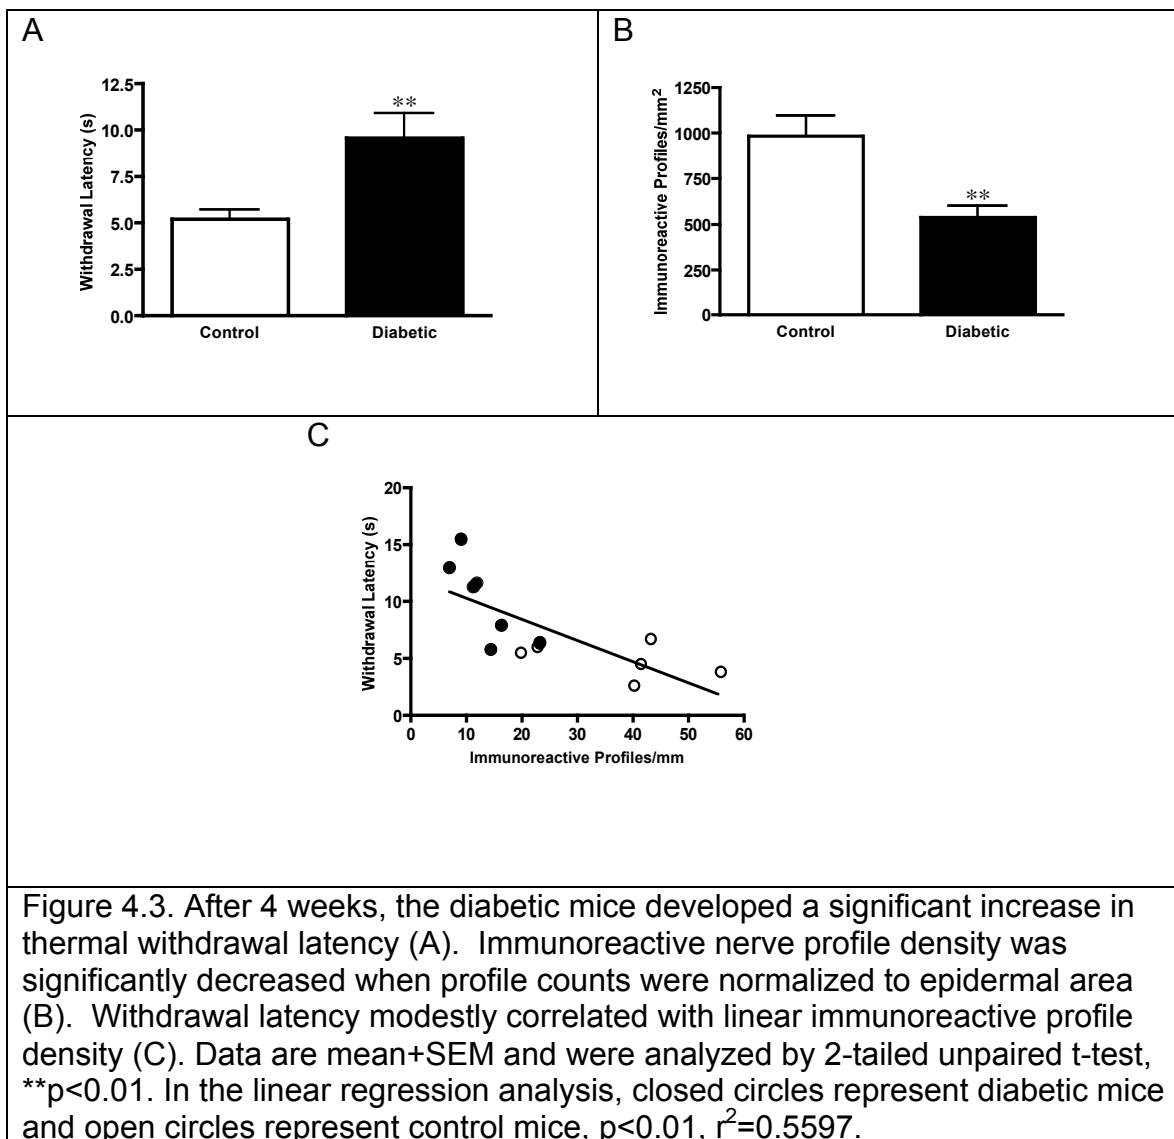 A
12.5
10.0
7.5
5.0
2.5
0.0
Withdrawal Latency (s)
**
Control
Diabetic
B
1250
1000
750
500
250
0
Immunoreactive Profiles/mm²
**
Control
Diabetic
C
20
15
10
5
0
Withdrawal Latency (s)
0
10
20
30
40
50
60
Immunoreactive Profiles/mm
Figure 4.3. After 4 weeks, the diabetic mice developed a significant increase in
thermal withdrawal latency (A). Immunoreactive nerve profile density was
significantly decreased when profile counts were normalized to epidermal area
(B). Withdrawal latency modestly correlated with linear immunoreactive profile
density (C). Data are mean+SEM and were analyzed by 2-tailed unpaired t-test,
**p<0.01. In the linear regression analysis, closed circles represent diabetic mice
and open circles represent control mice, p<0.01, r²=0.5597.